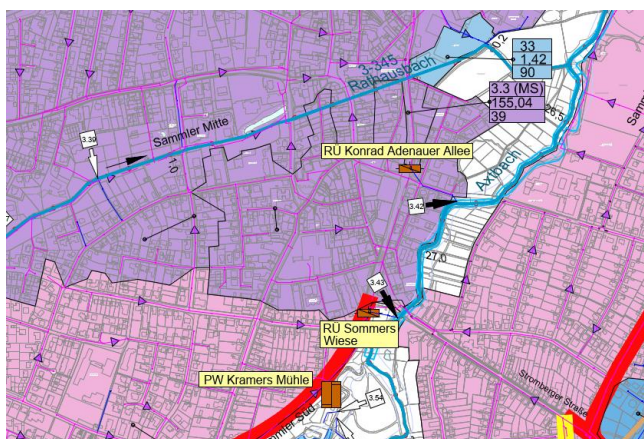 33
1,42
90
3.3 (MS)
155,04
39
0.2
3-345
Rathausbach
Sammler Mitte
3.39
1.0
26,5
RÜ Konrad Adenauer Allee
Axtbach
3.42
27,0
3.43
RÜ Sommers
Wiese
PW Kramers Mühle
3.54
Stromberger Straße